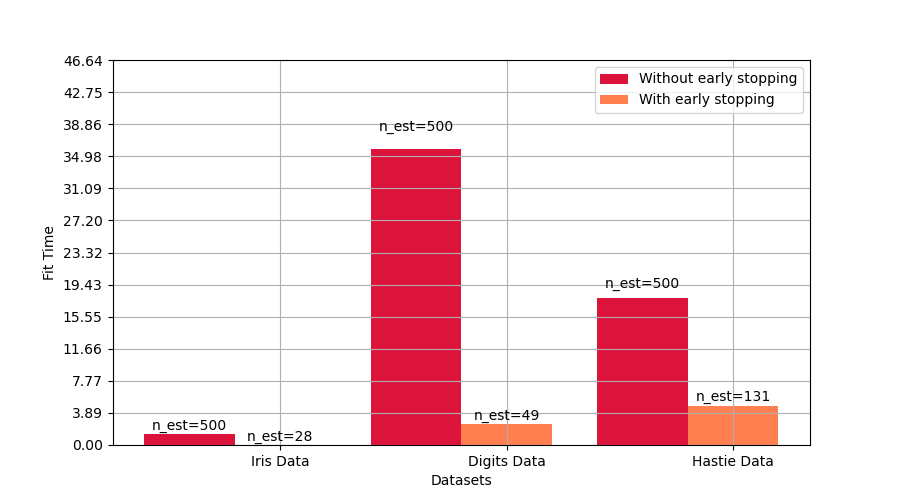 46.64
42.75
38.86
34.98
31.09
27.20
23.32
19.43
15.55
11.66
7.77
3.89
0.00
Fit Time
Without early stopping
With early stopping
n_est=500
n_est=28
n_est=500
n_est=49
n_est=500
n_est=131
Iris Data
Digits Data
Hastie Data
Datasets